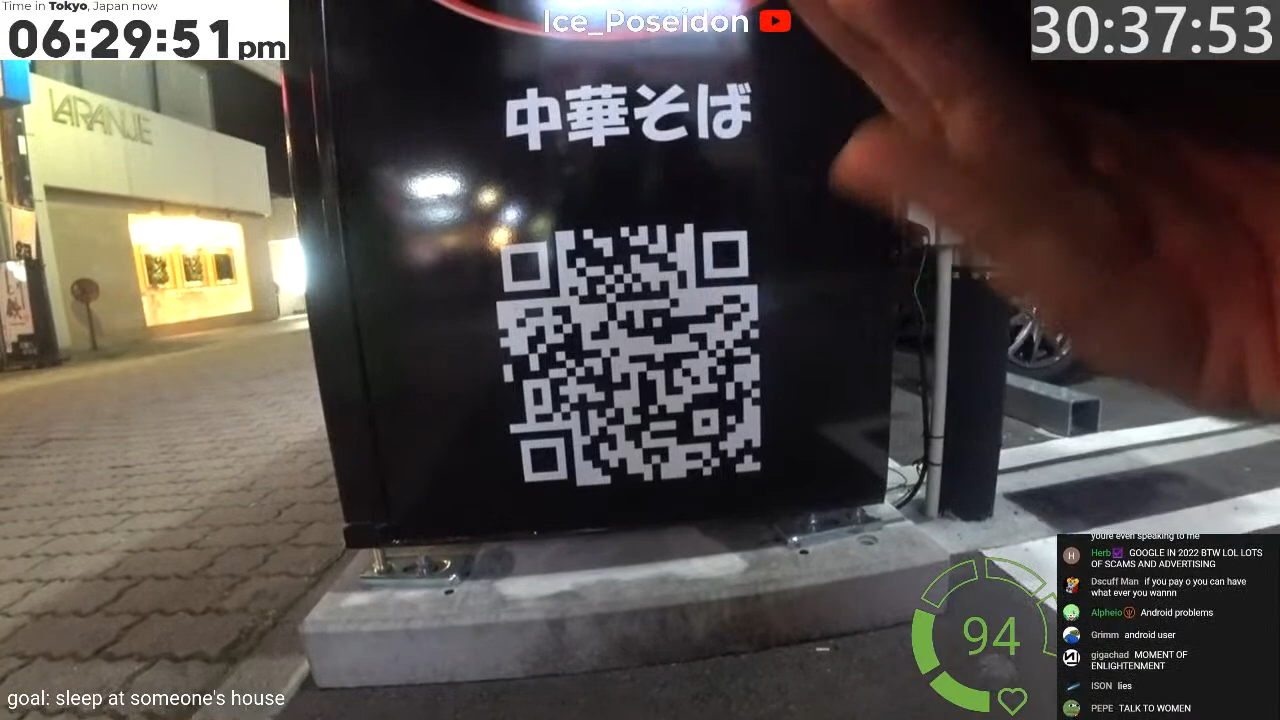 Time in Tokyo, Japan now
06:29:51pm
Ice_Poseidon
30:37:53
LARANJE
中華そば
94
goal: sleep at someone's house
youre even speaking to me
Herb GOOGLE IN 2022 BTW LOL LOTS
OF SCAMS AND ADVERTISING
Dscuff Man if you pay o you can have
what ever you wannn
Alpheio Android problems
Grimm android user
gigachad MOMENT OF
ENLIGHTENMENT
ISON lies
PEPE TALK TO WOMEN